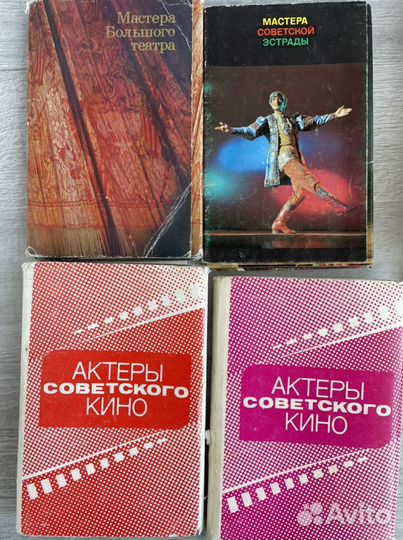 Мастера
Большого
театра
МАСТЕРА
СОВЕТСКОЙ
ЭСТРАДЫ
АКТЕРЫ
СОВЕТСКОГО
КИНО
АКТЕРЫ
СОВЕТСКОГО
КИНО
Avito